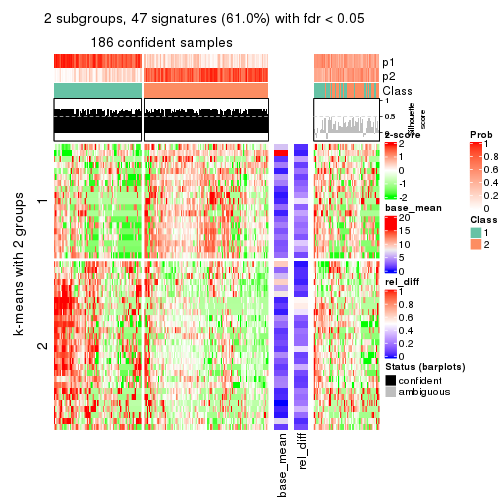 2 subgroups, 47 signatures (61.0%) with fdr < 0.05
186 confident samples
p1
p2
Class
1
0.5
0
Silhouette
score
k-means with 2 groups
1
2
base_mean
rel_diff
z-score
2
1
0
-1
-2
base_mean
20
15
10
5
0
rel_diff
1
0.8
0.6
0.4
0.2
0
Status (barplots)
confident
ambiguous
Prob
1
0.8
0.6
0.4
0.2
0
Class
1
2